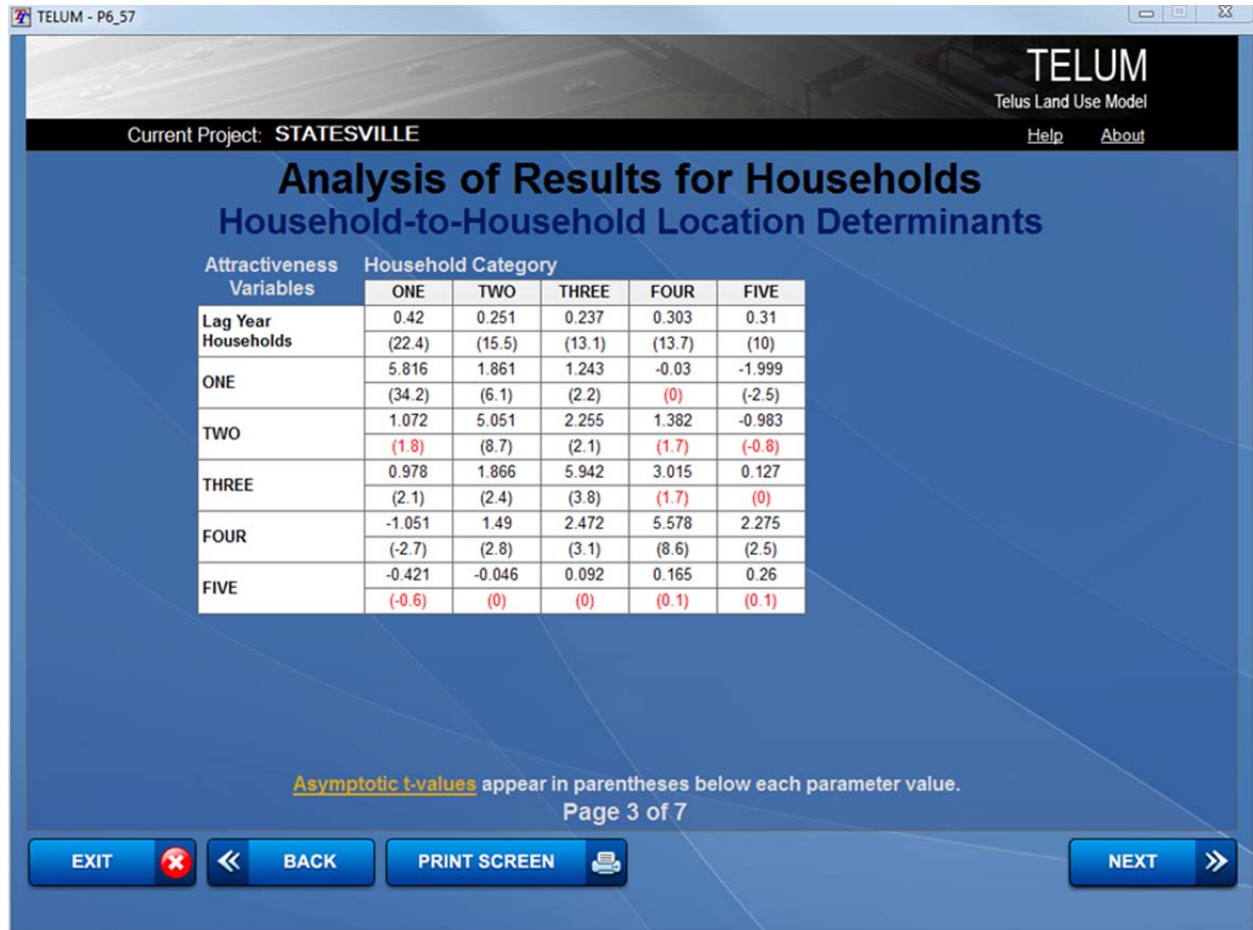 TELUM - P6_57
TELUM
Telus Land Use Model
Current Project: STATESVILLE Help About
Analysis of Results for Households
Household-to-Household Location Determinants
Attractiveness Variables Household Category
ONE TWO THREE FOUR FIVE
Lag Year Households 0.42 0.251 0.237 0.303 0.31
(22.4) (15.5) (13.1) (13.7) (10)
ONE 5.816 1.861 1.243 -0.03 -1.999
(34.2) (6.1) (2.2) (0) (-2.5)
TWO 1.072 5.051 2.255 1.382 -0.983
(1.8) (8.7) (2.1) (1.7) (-0.8)
THREE 0.978 1.866 5.942 3.015 0.127
(2.1) (2.4) (3.8) (1.7) (0)
FOUR -1.051 1.49 2.472 5.578 2.275
(-2.7) (2.8) (3.1) (8.6) (2.5)
FIVE -0.421 -0.046 0.092 0.165 0.26
(-0.6) (0) (0) (0.1) (0.1)
Asymptotic t-values appear in parentheses below each parameter value.
Page 3 of 7
EXIT BACK PRINT SCREEN NEXT